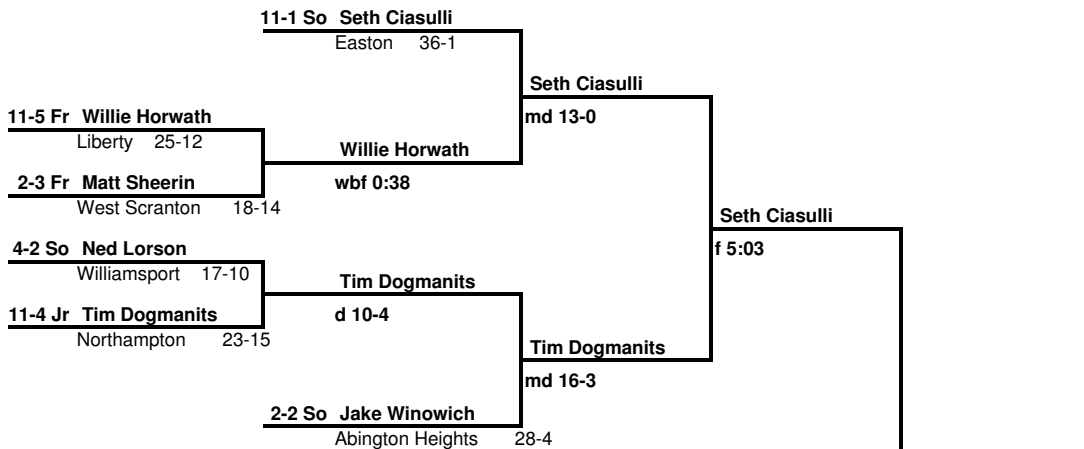 11-1 So Seth Ciasulli
Easton 36-1
Seth Ciasulli
11-5 Fr Willie Horwath
md 13-0
Liberty 25-12
Willie Horwath
2-3 Fr Matt Sheerin
wbf 0:38
West Scranton 18-14
Seth Ciasulli
4-2 So Ned Lorson
f 5:03
Williamsport 17-10
Tim Dogmanits
11-4 Jr Tim Dogmanits
d 10-4
Northampton 23-15
Tim Dogmanits
md 16-3
2-2 So Jake Winowich
Abington Heights 28-4